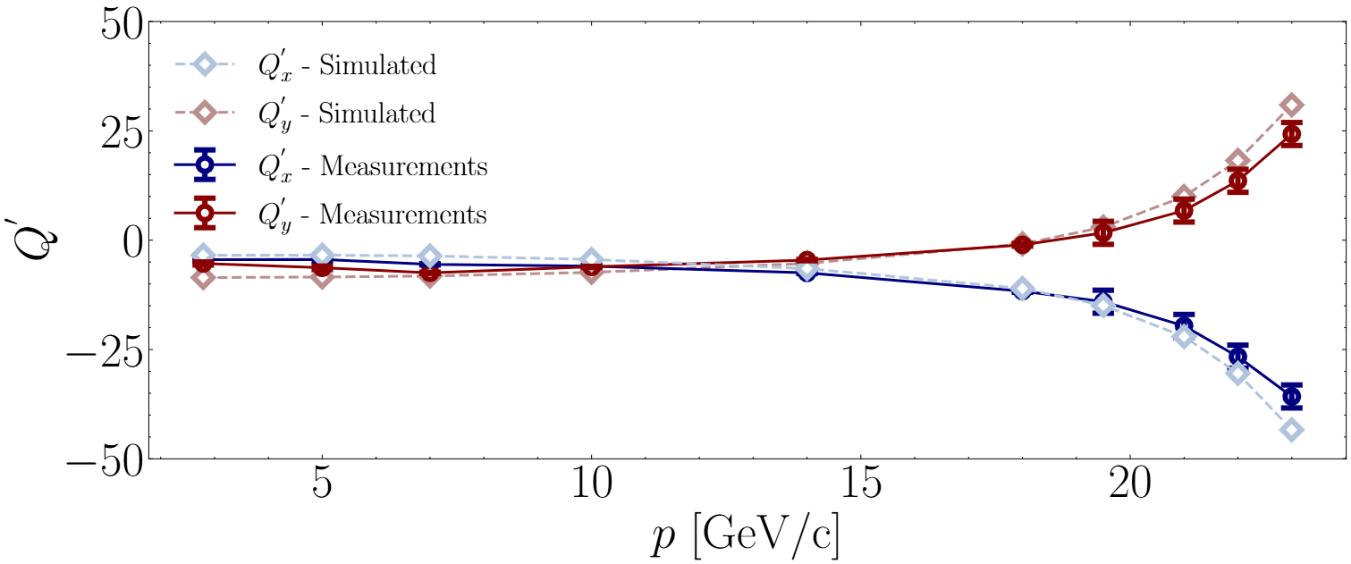 50
25
0
−25
−50
Q′
Q′x - Simulated
Q′y - Simulated
Q′x - Measurements
Q′y - Measurements
5 10 15 20
p [GeV/c]